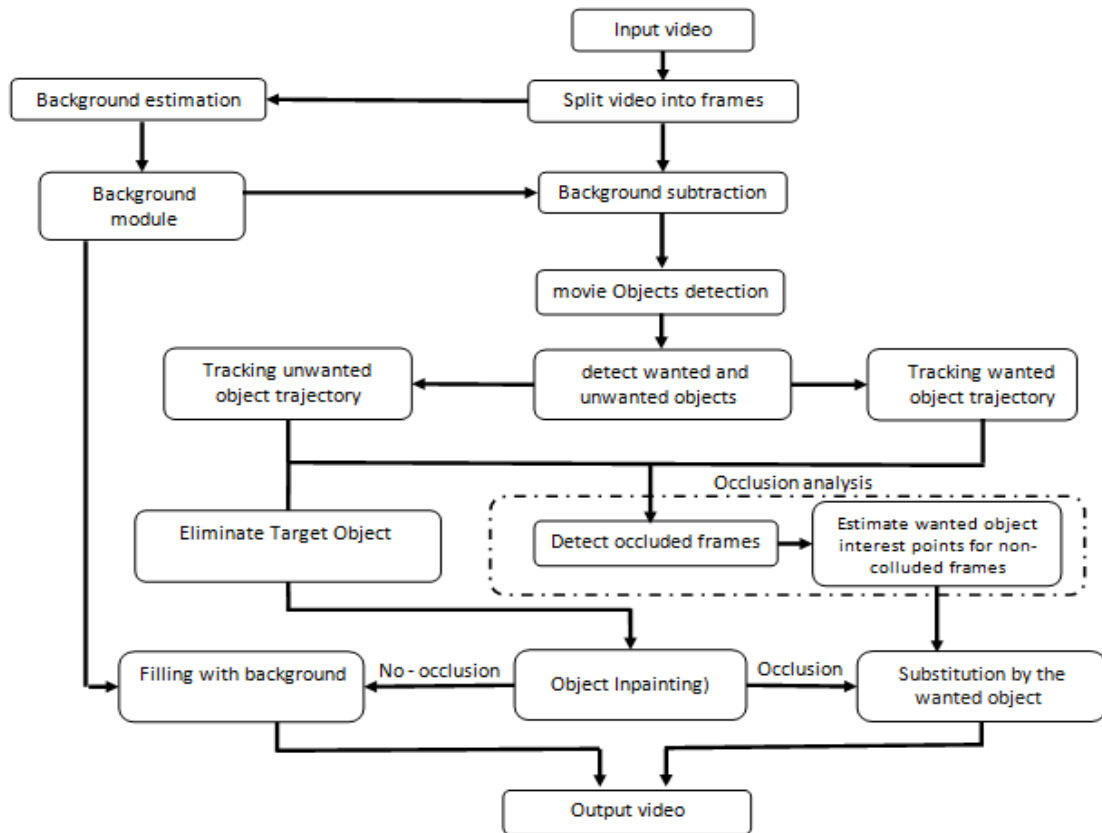 Input video
Background estimation
Split video into frames
Background
module
Background subtraction
movie Objects detection
Tracking unwanted
object trajectory
detect wanted and
unwanted objects
Tracking wanted
object trajectory
Occlusion analysis
Eliminate Target Object
Detect occluded frames
Estimate wanted object
interest points for non-
colluded frames
Filling with background
No - occlusion
Object Inpainting)
Occlusion
Substitution by the
wanted object
Output video